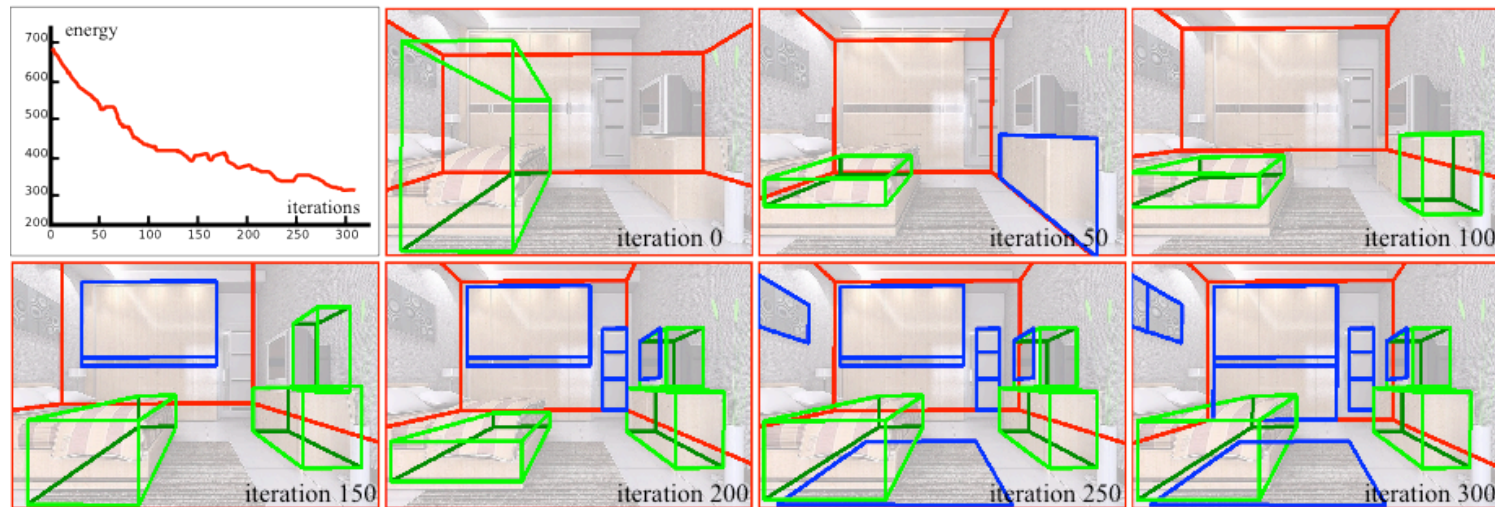 energy
700
600
500
400
300
200
iterations
0 50 100 150 200 250 300
iteration 0
iteration 50
iteration 100
iteration 150
iteration 200
iteration 250
iteration 300